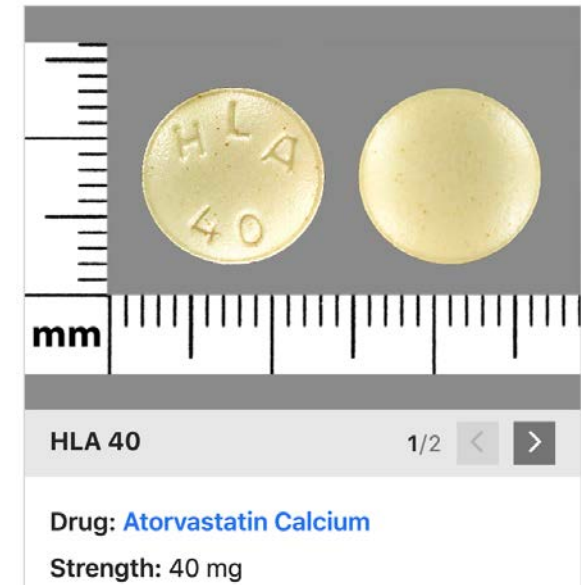 HLA
40
mm
HLA 40
1/2
Drug: Atorvastatin Calcium
Strength: 40 mg